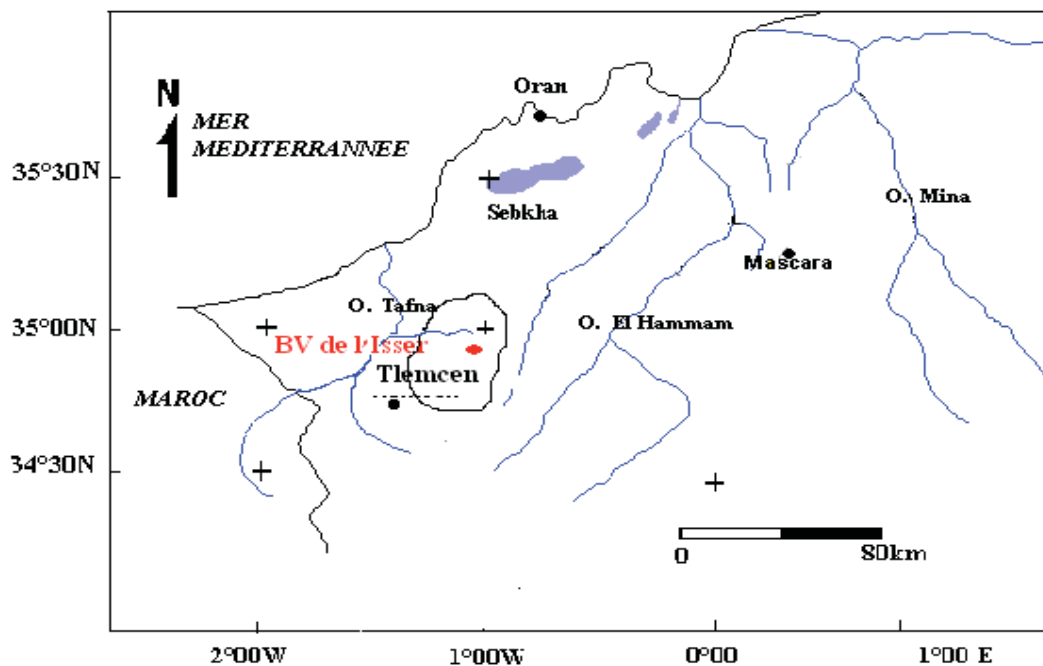 Oran
N
MER
MEDITERRANNEE
35°30N
Sebkha
O. Mina
Mascara
O. Tafna
35°00N
O. El Hammam
BV de l'Isser
Tlemcen
MAROC
34°30N
0
80km
2°00W
1°00W
0°00
1°00 E